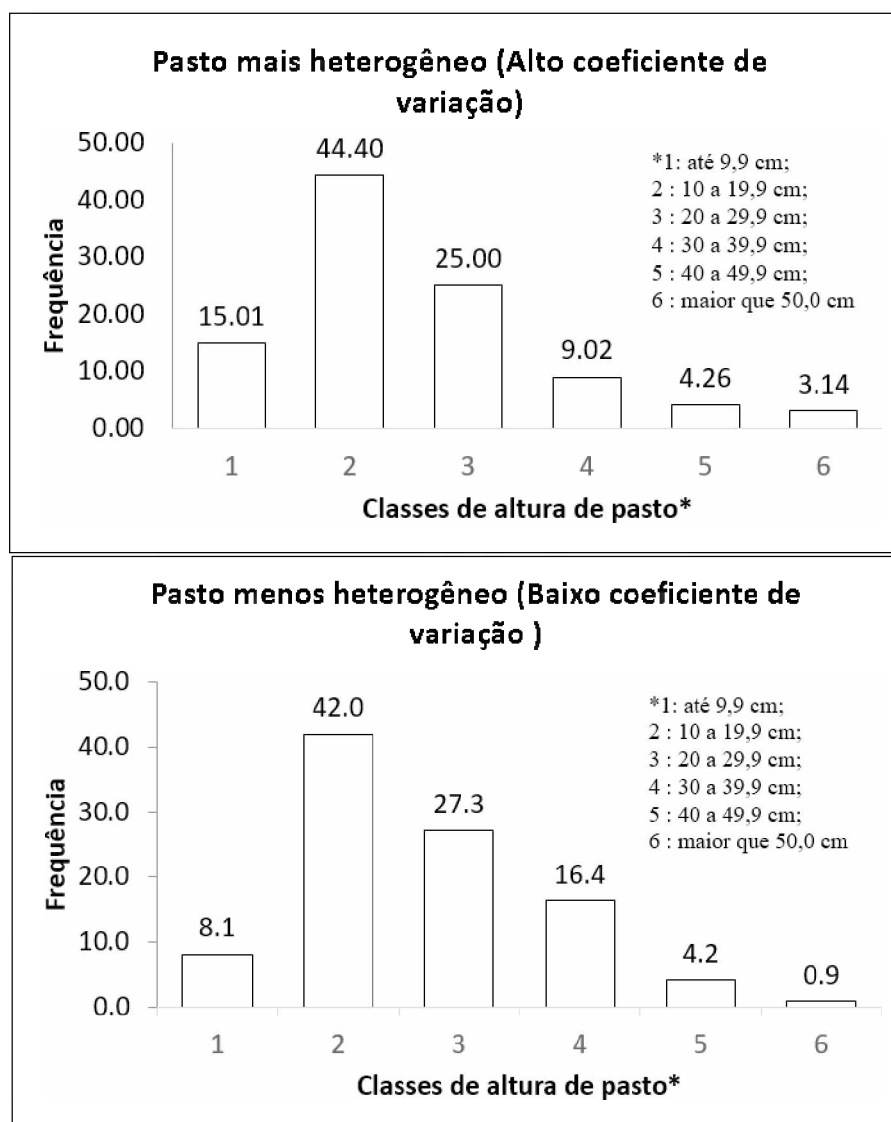 Pasto mais heterogêneo (Alto coeficiente de
variação)
Frequência
50.00
40.00
30.00
20.00
10.00
0.00
15.01
44.40
25.00
9.02
4.26
3.14
*1: até 9,9 cm;
2 : 10 a 19,9 cm;
3 : 20 a 29,9 cm;
4 : 30 a 39,9 cm;
5 : 40 a 49,9 cm;
6 : maior que 50,0 cm
1 2 3 4 5 6
Classes de altura de pasto*
Pasto menos heterogêneo (Baixo coeficiente de
variação )
Frequência
50.0
40.0
30.0
20.0
10.0
0.0
8.1
42.0
27.3
16.4
4.2
0.9
*1: até 9,9 cm;
2 : 10 a 19,9 cm;
3 : 20 a 29,9 cm;
4 : 30 a 39,9 cm;
5 : 40 a 49,9 cm;
6 : maior que 50,0 cm
1 2 3 4 5 6
Classes de altura de pasto*